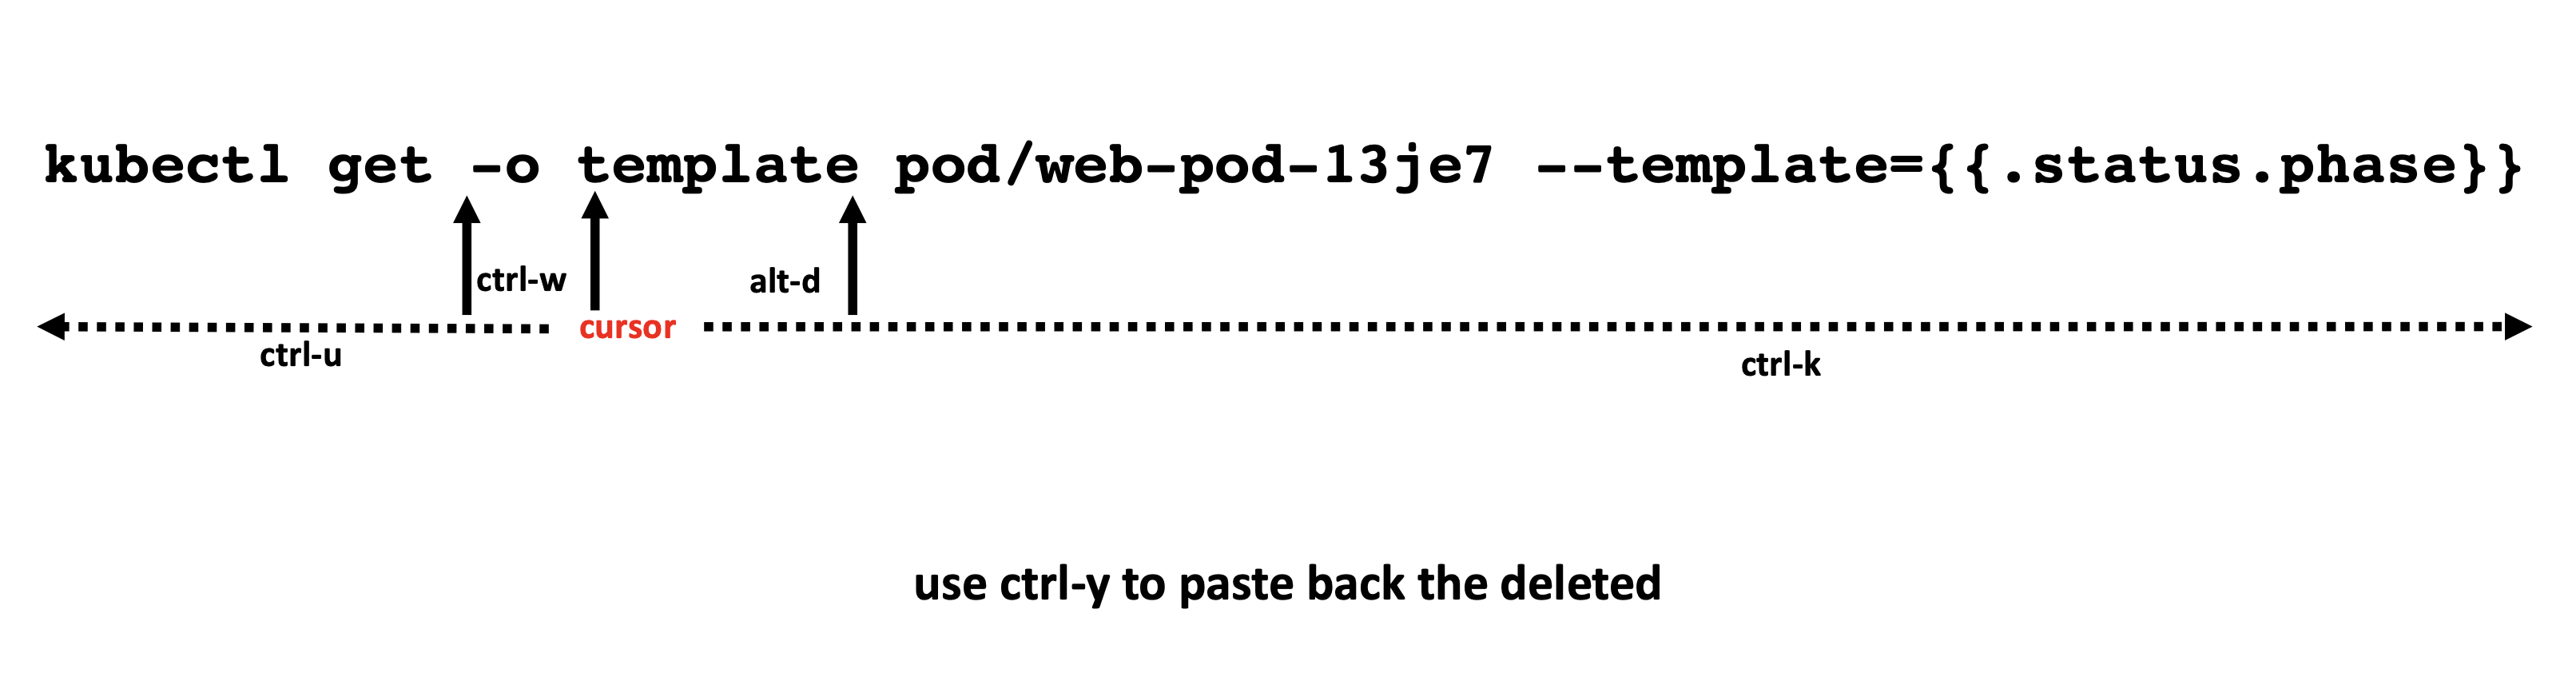 kubectl get -o template pod/web-pod-13je7 --template={{.status.phase}}
ctrl-w
alt-d
cursor
ctrl-u
ctrl-k
use ctrl-y to paste back the deleted